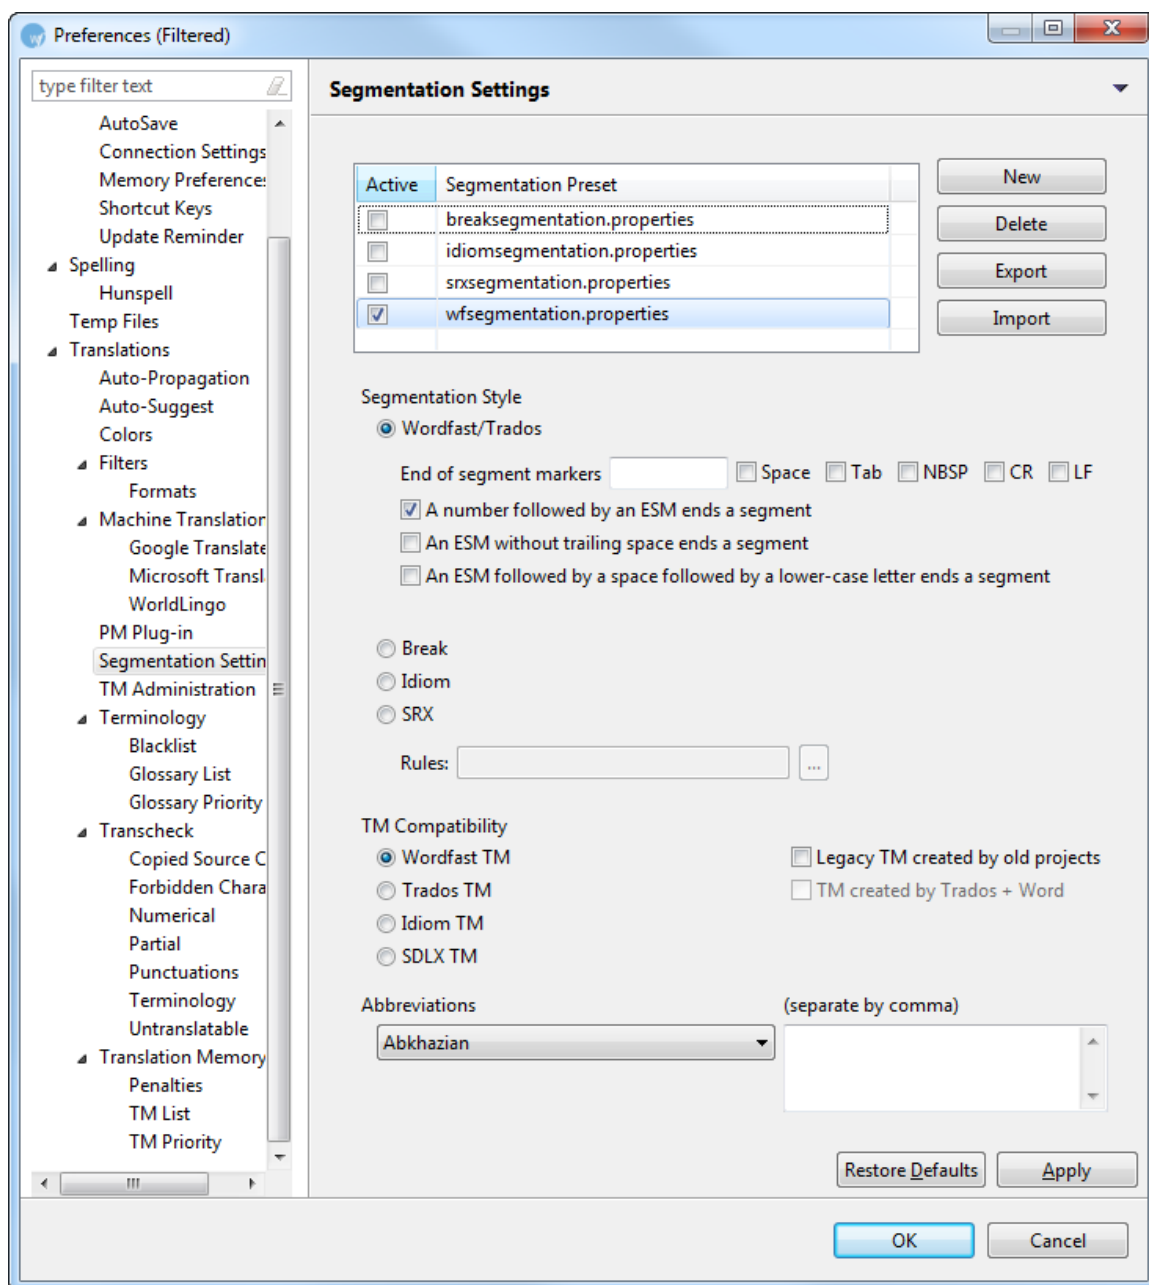 Preferences (Filtered)
type filter text
AutoSave
Connection Settings
Memory Preference
Shortcut Keys
Update Reminder
Spelling
Hunspell
Temp Files
Translations
Auto-Propagation
Auto-Suggest
Colors
Filters
Formats
Machine Translation
Google Translate
Microsoft Transl
WorldLingo
PM Plug-in
Segmentation Settin
TM Administration
Terminology
Blacklist
Glossary List
Glossary Priority
Transcheck
Copied Source C
Forbidden Chara
Numerical
Partial
Punctuations
Terminology
Untranslatable
Translation Memory
Penalties
TM List
TM Priority
Segmentation Settings
Active Segmentation Preset
breaksegmentation.properties
idiomsegmentation.properties
srxsegmentation.properties
wfsegmentation.properties
New
Delete
Export
Import
Segmentation Style
Wordfast/Trados
End of segment markers Space Tab NBSP CR LF
A number followed by an ESM ends a segment
An ESM without trailing space ends a segment
An ESM followed by a space followed by a lower-case letter ends a segment
Break
Idiom
SRX
Rules: ...
TM Compatibility
Wordfast TM Legacy TM created by old projects
Trados TM TM created by Trados + Word
Idiom TM
SDLX TM
Abbreviations (separate by comma)
Abkhazian
Restore Defaults Apply
OK Cancel